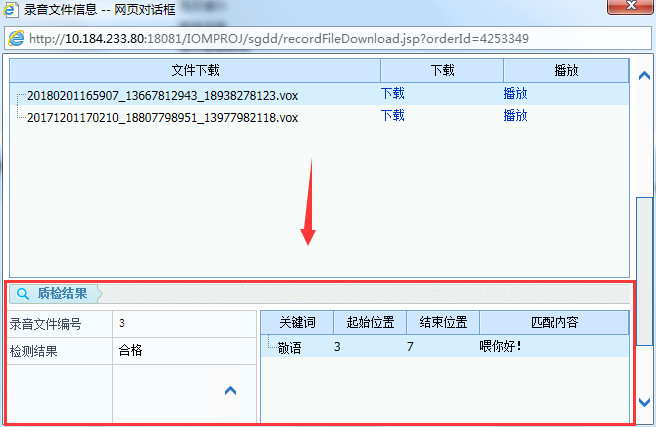 录音文件信息 -- 网页对话框
http://10.184.233.80:18081/IOMPROJ/sgdd/recordFileDownload.jsp?orderId=4253349
文件下载 下载 播放
20180201165907_13667812943_18938278123.vox 下载 播放
20171201170210_18807798951_13977982118.vox 下载 播放
质检结果
录音文件编号 3
检测结果 合格
关键词 起始位置 结束位置 匹配内容
敬语 3 7 喂你好！